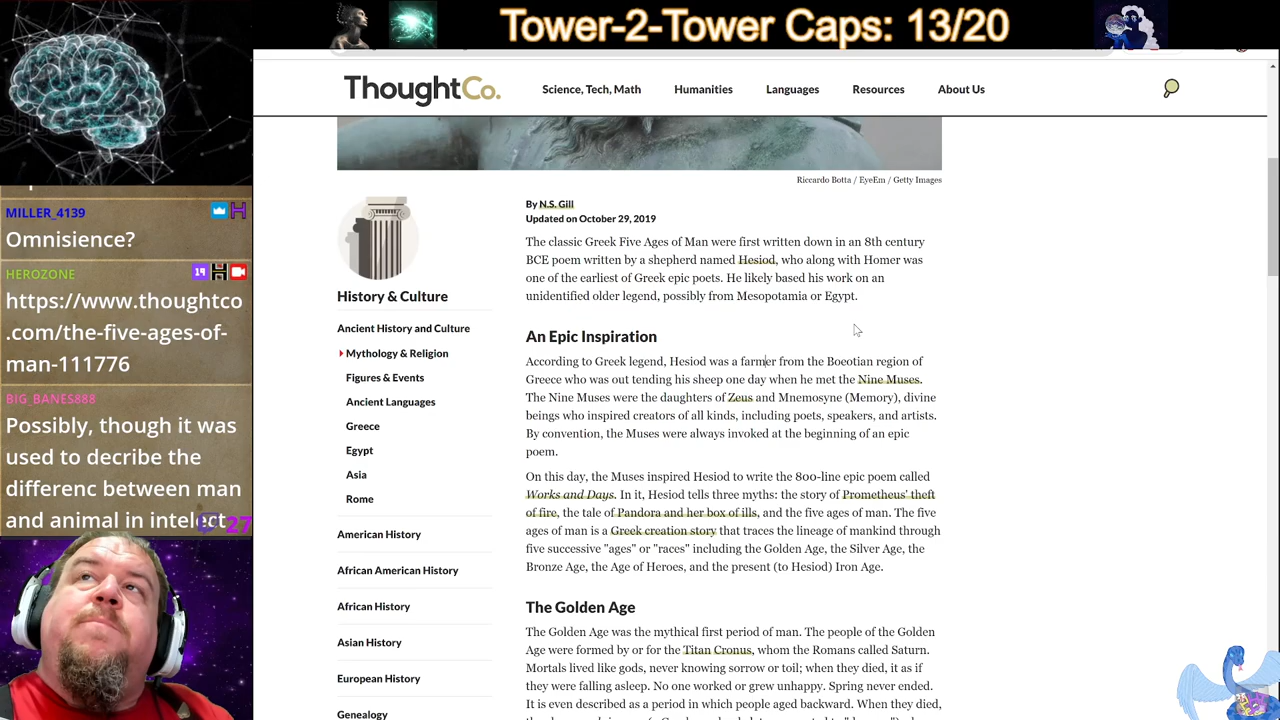 Tower-2-Tower Caps: 13/20
MILLER_4139
Omnisience?
HEROZONE
19
https://www.thoughtco
.com/the-five-ages-of-
man-111776
BIG_BANES888
Possibly, though it was
used to decribe the
differenc between man
and animal in intelect
27
ThoughtCo.
Science, Tech, Math
Humanities
Languages
Resources
About Us
Riccardo Botta / EyeEm / Getty Images
History & Culture
Ancient History and Culture
Mythology & Religion
Figures & Events
Ancient Languages
Greece
Egypt
Asia
Rome
American History
African American History
African History
Asian History
European History
Genealogy
By N.S. Gill
Updated on October 29, 2019
The classic Greek Five Ages of Man were first written down in an 8th century
BCE poem written by a shepherd named Hesiod, who along with Homer was
one of the earliest of Greek epic poets. He likely based his work on an
unidentified older legend, possibly from Mesopotamia or Egypt.
An Epic Inspiration
According to Greek legend, Hesiod was a farmer from the Boeotian region of
Greece who was out tending his sheep one day when he met the Nine Muses.
The Nine Muses were the daughters of Zeus and Mnemosyne (Memory), divine
beings who inspired creators of all kinds, including poets, speakers, and artists.
By convention, the Muses were always invoked at the beginning of an epic
poem.
On this day, the Muses inspired Hesiod to write the 800-line epic poem called
Works and Days. In it, Hesiod tells three myths: the story of Prometheus' theft
of fire, the tale of Pandora and her box of ills, and the five ages of man. The five
ages of man is a Greek creation story that traces the lineage of mankind through
five successive "ages" or "races" including the Golden Age, the Silver Age, the
Bronze Age, the Age of Heroes, and the present (to Hesiod) Iron Age.
The Golden Age
The Golden Age was the mythical first period of man. The people of the Golden
Age were formed by or for the Titan Cronus, whom the Romans called Saturn.
Mortals lived like gods, never knowing sorrow or toil; when they died, it as if
they were falling asleep. No one worked or grew unhappy. Spring never ended.
It is even described as a period in which people aged backward. When they died,